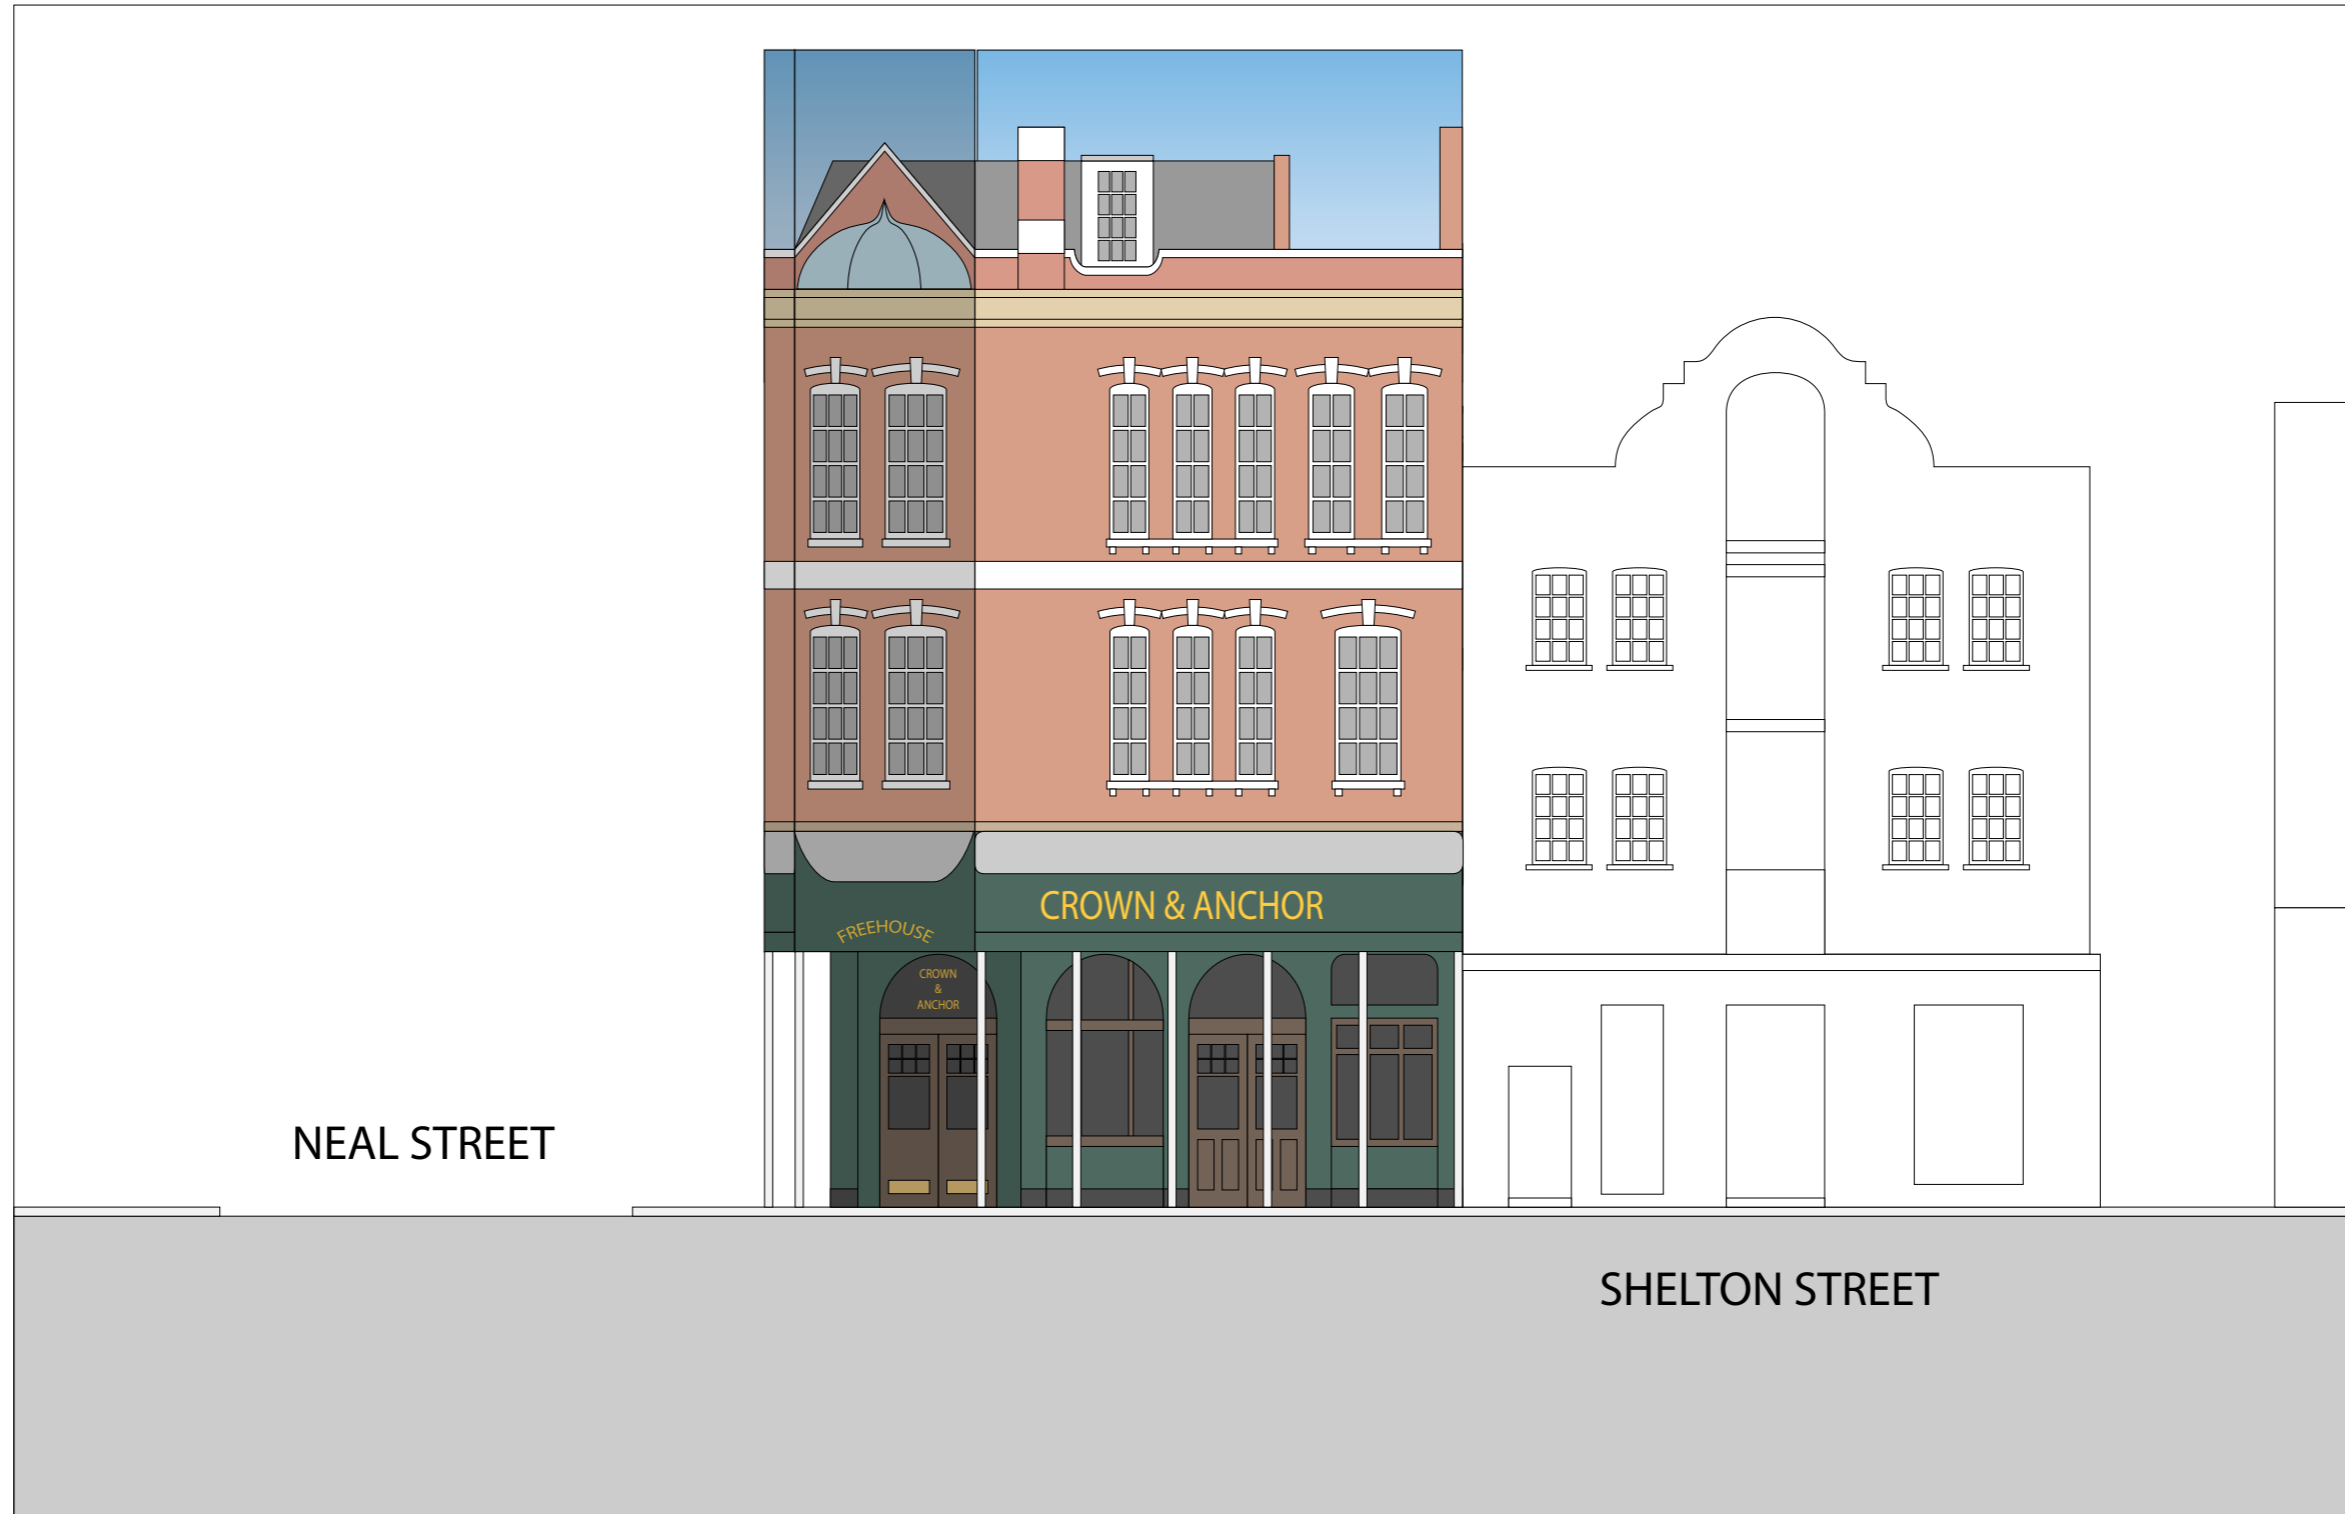 CROWN & ANCHOR
FREEHOUSE
CROWN
&
ANCHOR
NEAL STREET
SHELTON STREET